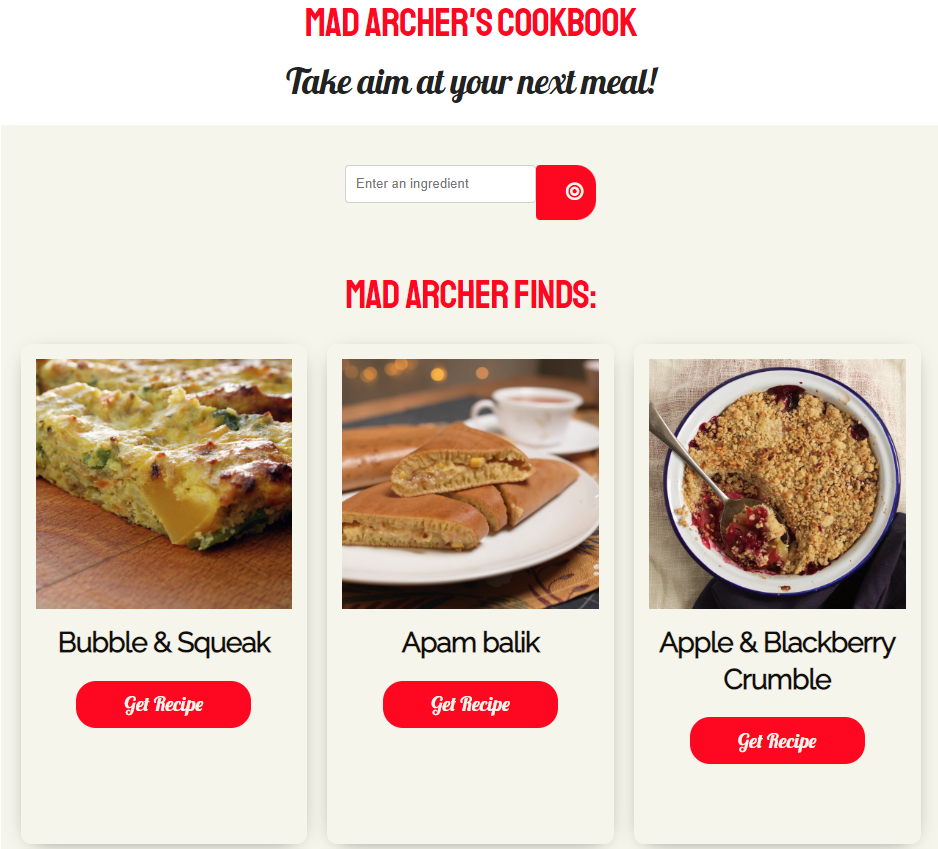 MAD ARCHER'S COOKBOOK
Take aim at your next meal!
Enter an ingredient
MAD ARCHER FINDS:
Bubble & Squeak
Apam balik
Apple & Blackberry
Crumble
Get Recipe
Get Recipe
Get Recipe